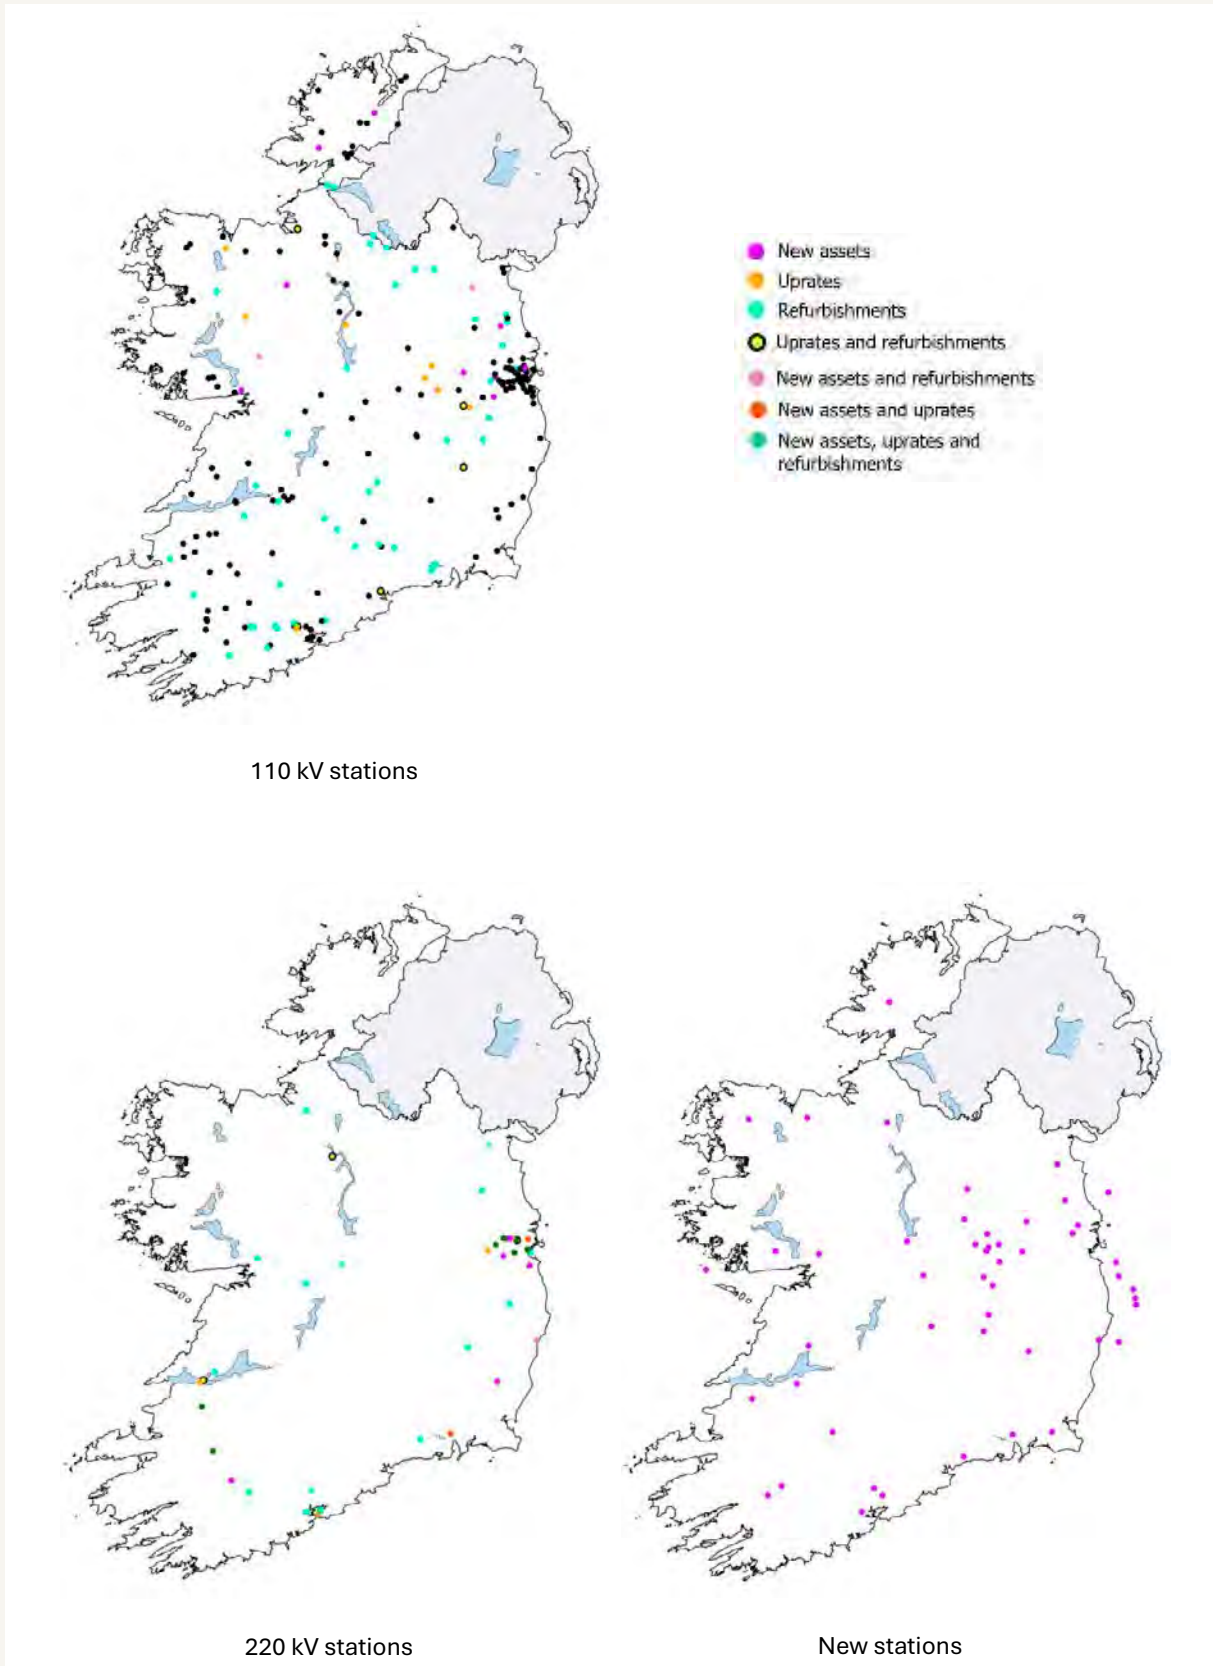 New assets
Uprates
Refurbishments
Uprates and refurbishments
New assets and refurbishments
New assets and uprates
New assets, uprates and
refurbishments
110 kV stations
220 kV stations
New stations